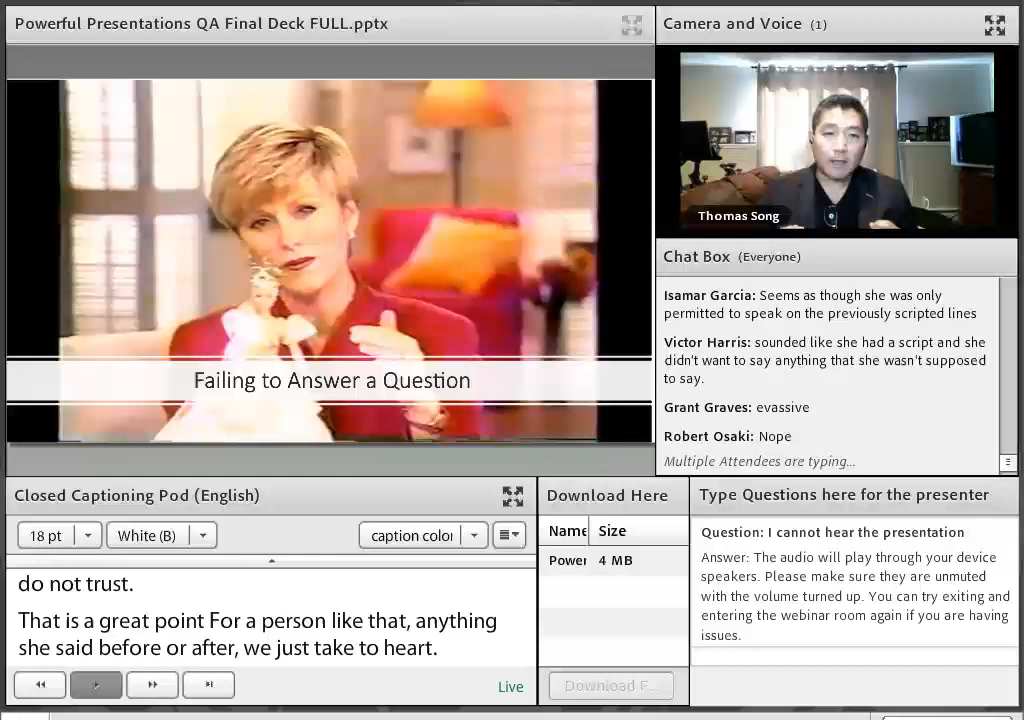 Powerful Presentations QA Final Deck FULL.pptx
Failing to Answer a Question
Camera and Voice (1)
Thomas Song
Chat Box (Everyone)
Isamar Garcia: Seems as though she was only
permitted to speak on the previously scripted lines
Victor Harris: sounded like she had a script and she
didn't want to say anything that she wasn't supposed
to say.
Grant Graves: evassive
Robert Osaki: Nope
Multiple Attendees are typing...
Closed Captioning Pod (English)
18 pt
White (B)
caption color
do not trust.
That is a great point For a person like that, anything
she said before or after, we just take to heart.
Live
Download Here
Name Size
Power 4 MB
Download F...
Type Questions here for the presenter
Question: I cannot hear the presentation
Answer: The audio will play through your device
speakers. Please make sure they are unmuted
with the volume turned up. You can try exiting and
entering the webinar room again if you are having
issues.